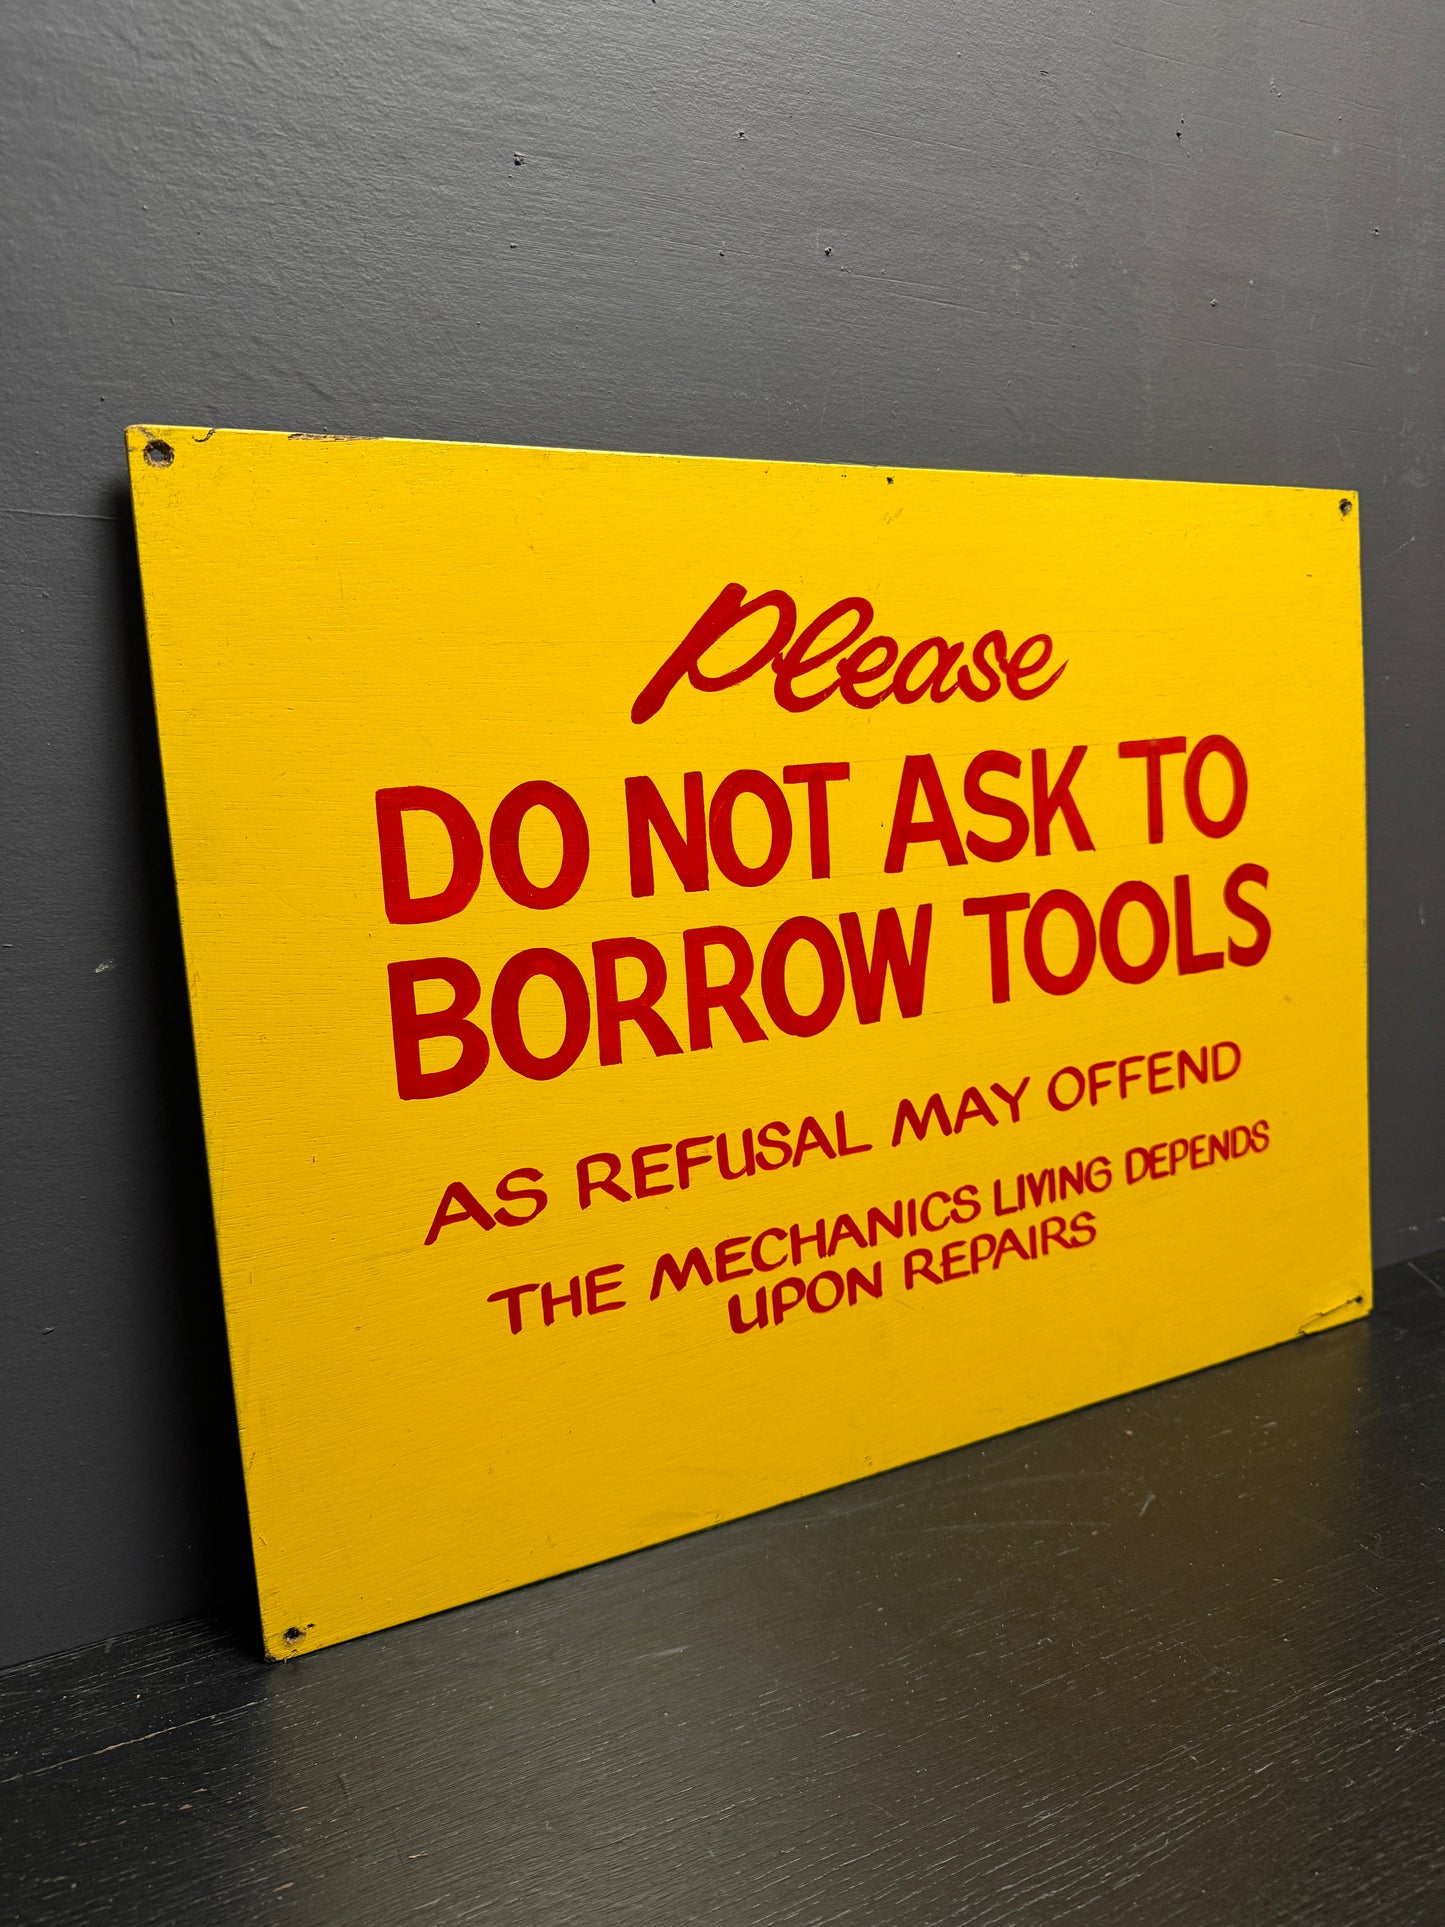 Please
DO NOT ASK TO
BORROW TOOLS
AS REFUSAL MAY OFFEND
THE MECHANICS LIVING DEPENDS
UPON REPAIRS